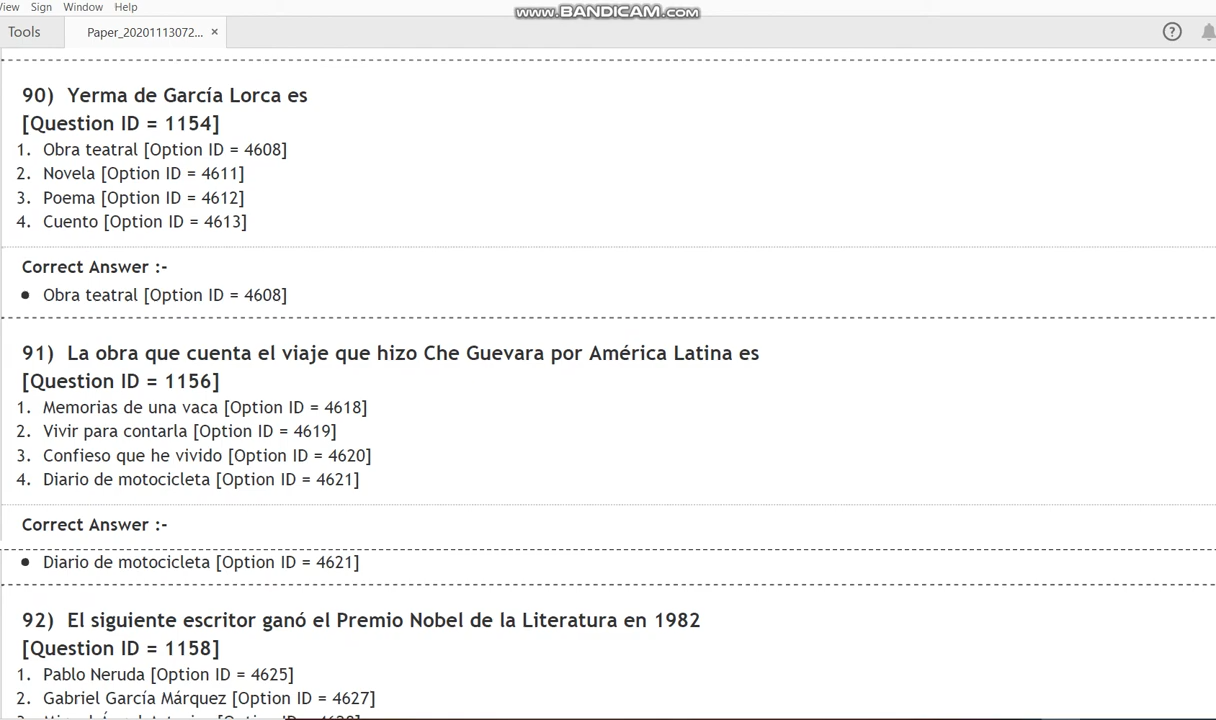 View Sign Window Help
www.BANDICAM.COM
Tools
Paper_20201113072... ×
?
90) Yerma de García Lorca es
[Question ID = 1154]
1. Obra teatral [Option ID = 4608]
2. Novela [Option ID = 4611]
3. Poema [Option ID = 4612]
4. Cuento [Option ID = 4613]
Correct Answer :-
• Obra teatral [Option ID = 4608]
91) La obra que cuenta el viaje que hizo Che Guevara por América Latina es
[Question ID = 1156]
1. Memorias de una vaca [Option ID = 4618]
2. Vivir para contarla [Option ID = 4619]
3. Confieso que he vivido [Option ID = 4620]
4. Diario de motocicleta [Option ID = 4621]
Correct Answer :-
• Diario de motocicleta [Option ID = 4621]
92) El siguiente escritor ganó el Premio Nobel de la Literatura en 1982
[Question ID = 1158]
1. Pablo Neruda [Option ID = 4625]
2. Gabriel García Márquez [Option ID = 4627]